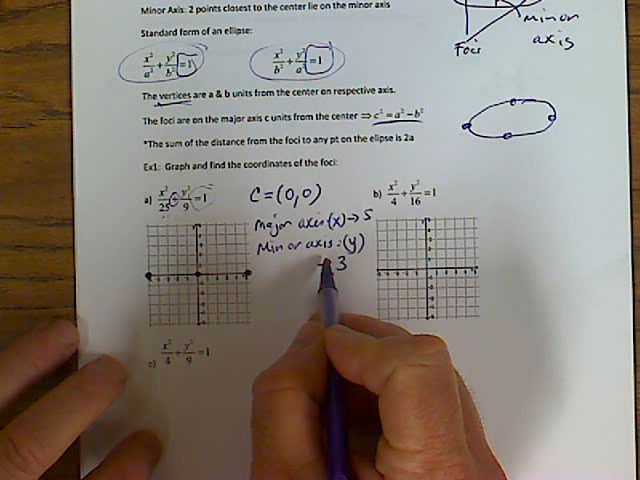 Minor Axis: 2 points closest to the center lie on the minor axis
Minor
axis
Foci
Standard form of an ellipse:
x²/a² + y²/b² = 1    x²/b² + y²/a² = 1
The vertices are a & b units from the center on respective axis.
The foci are on the major axis c units from the center ⇒ c² = a² − b²
*The sum of the distance from the foci to any pt on the elipse is 2a
Ex1: Graph and find the coordinates of the foci:
a) x²/25 + y²/9 = 1    C = (0,0)    b) x²/4 + y²/16 = 1
major axis (x) → 5
Minor axis: (y)
3
c) x²/4 + y²/9 = 1